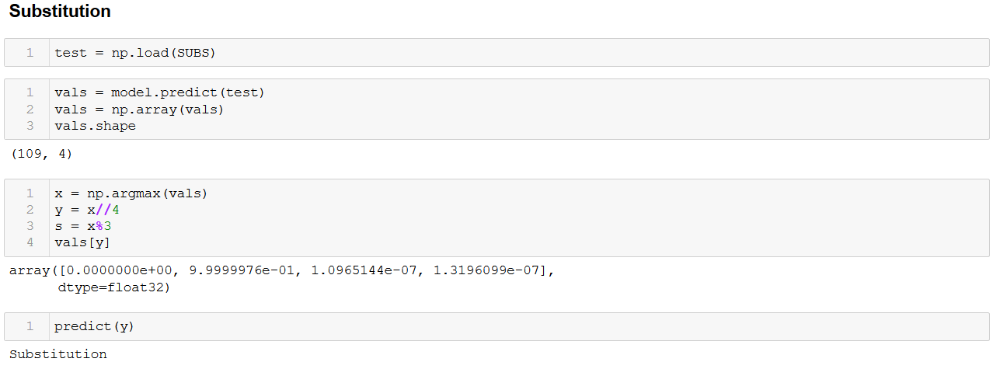 Substitution
1 test = np.load(SUBS)
1 vals = model.predict(test)
2 vals = np.array(vals)
3 vals.shape
(109, 4)
1 x = np.argmax(vals)
2 y = x//4
3 s = x%3
4 vals[y]
array([0.0000000e+00, 9.9999976e-01, 1.0965144e-07, 1.3196099e-07],
      dtype=float32)
1 predict(y)
Substitution